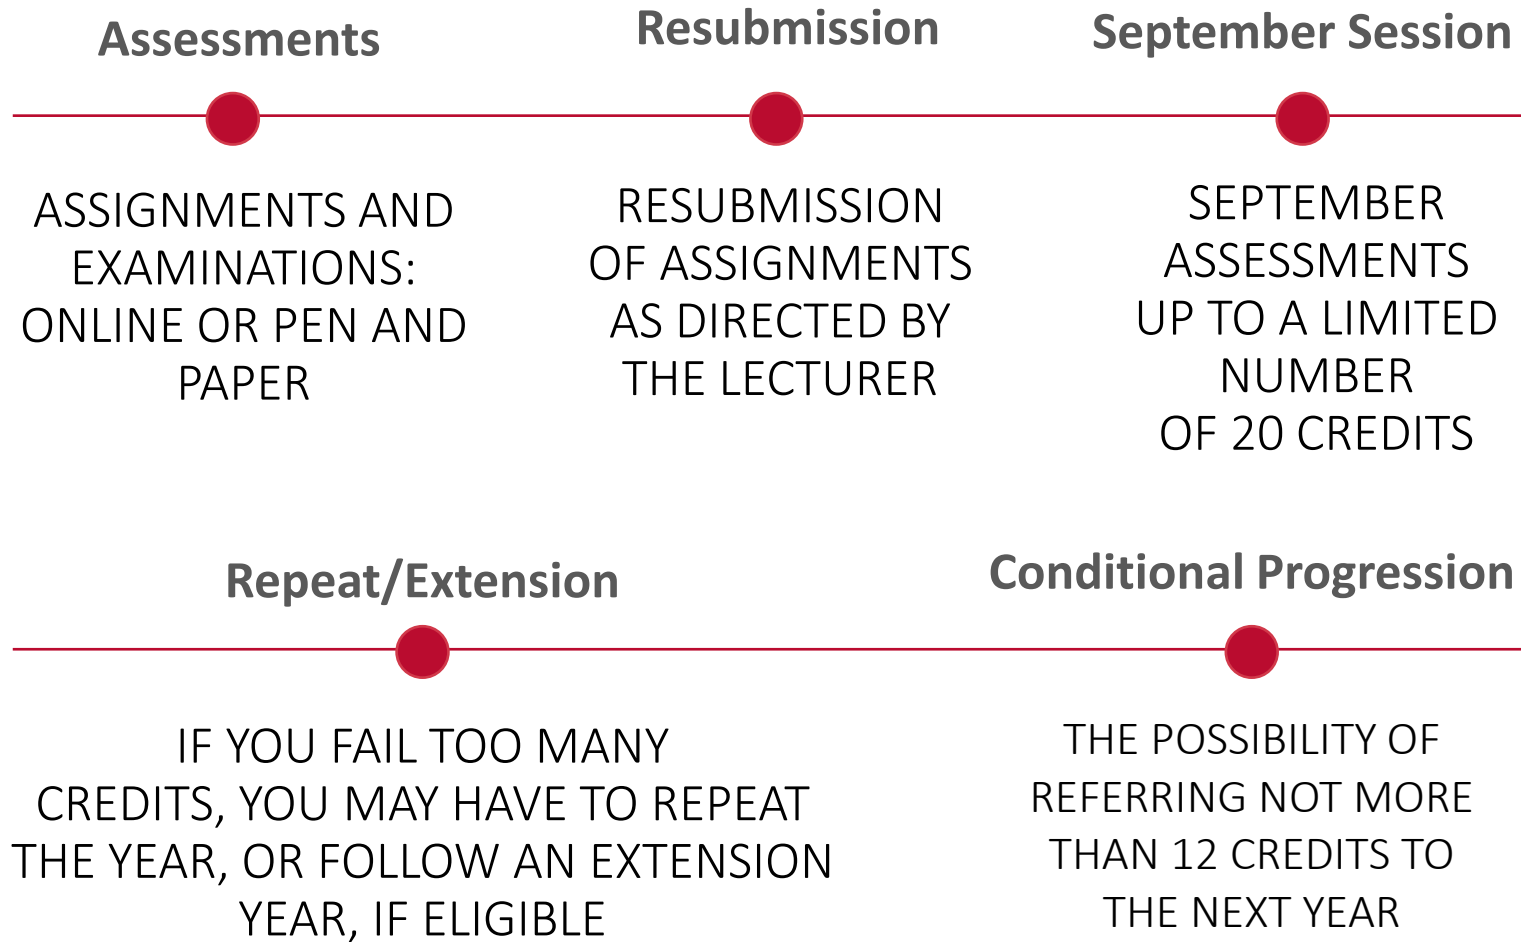 Assessments
Resubmission
September Session
ASSIGNMENTS AND
EXAMINATIONS:
ONLINE OR PEN AND
PAPER
RESUBMISSION
OF ASSIGNMENTS
AS DIRECTED BY
THE LECTURER
SEPTEMBER
ASSESSMENTS
UP TO A LIMITED
NUMBER
OF 20 CREDITS
Repeat/Extension
Conditional Progression
IF YOU FAIL TOO MANY
CREDITS, YOU MAY HAVE TO REPEAT
THE YEAR, OR FOLLOW AN EXTENSION
YEAR, IF ELIGIBLE
THE POSSIBILITY OF
REFERRING NOT MORE
THAN 12 CREDITS TO
THE NEXT YEAR